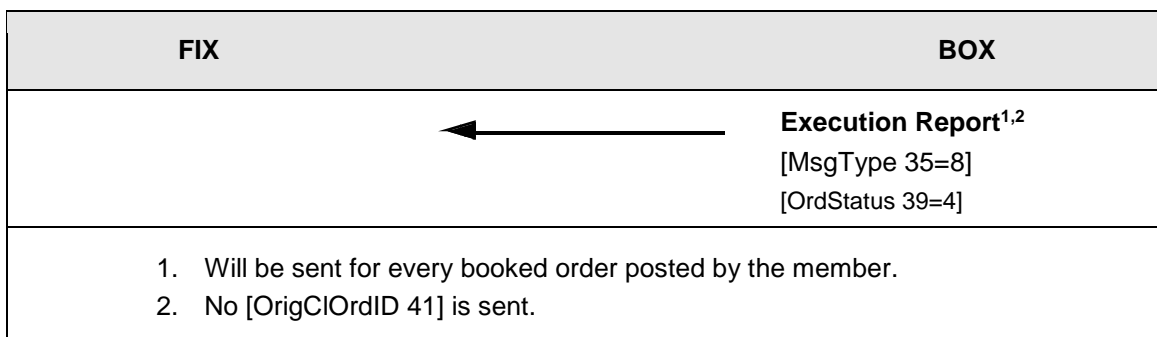 FIX BOX
Execution Report1,2
[MsgType 35=8]
[OrdStatus 39=4]
1. Will be sent for every booked order posted by the member.
2. No [OrigClOrdID 41] is sent.